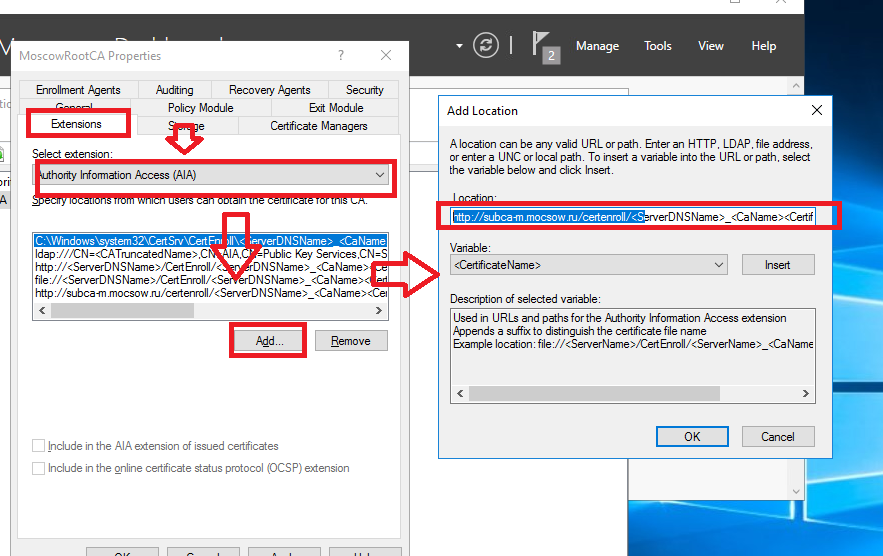 Manage Tools View Help
2
MoscowRootCA Properties
Enrollment Agents Auditing Recovery Agents Security
General Policy Module Exit Module
Extensions Storage Certificate Managers
Select extension:
Authority Information Access (AIA)
Specify locations from which users can obtain the certificate for this CA.
C:\Windows\system32\CertSrv\CertEnroll\<ServerDNSName>_<CaName
ldap:///CN=<CATruncatedName>,CN=AIA,CN=Public Key Services,CN=S
http://<ServerDNSName>/CertEnroll/<ServerDNSName>_<CaName><Cer
file://<ServerDNSName>/CertEnroll/<ServerDNSName>_<CaName><Cer
http://subca-m.mocsow.ru/certenroll/<ServerDNSName>_<CaName><Ce
Add... Remove
Include in the AIA extension of issued certificates
Include in the online certificate status protocol (OCSP) extension
OK Cancel Apply Help
Add Location
A location can be any valid URL or path. Enter an HTTP, LDAP, file address,
or enter a UNC or local path. To insert a variable into the URL or path, select
the variable below and click Insert.
Location:
http://subca-m.mocsow.ru/certenroll/<ServerDNSName>_<CaName><Certif
Variable:
<CertificateName> Insert
Description of selected variable:
Used in URLs and paths for the Authority Information Access extension
Appends a suffix to distinguish the certificate file name
Example location: file://<ServerName>/CertEnroll/<ServerName>_<CaName
OK Cancel